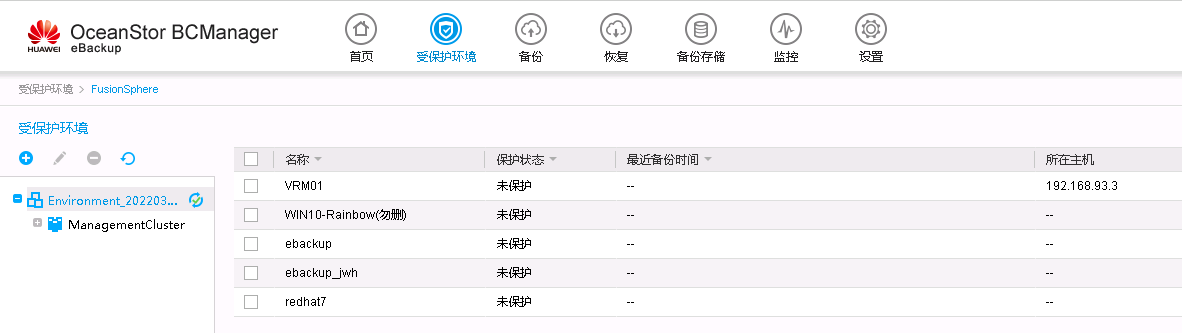 HUAWEI
OceanStor BCManager
eBackup
首页
受保护环境
备份
恢复
备份存储
监控
设置
受保护环境 > FusionSphere
受保护环境
Environment_202203...
ManagementCluster
名称 保护状态 最近备份时间 所在主机
VRM01 未保护 -- 192.168.93.3
WIN10-Rainbow(勿删) 未保护 -- --
ebackup 未保护 -- --
ebackup_jwh 未保护 -- --
redhat7 未保护 -- --